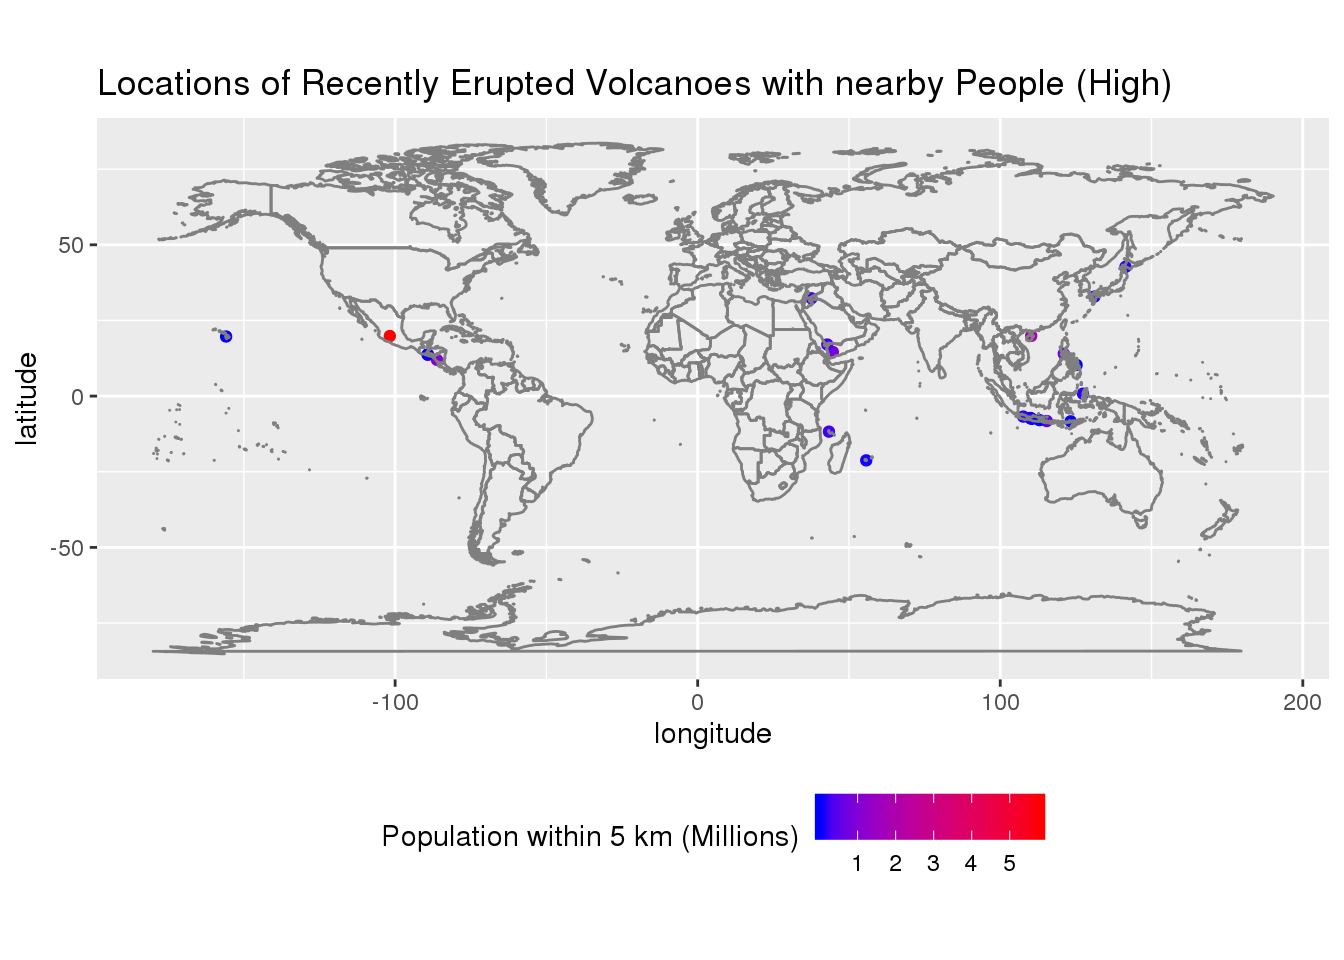 Locations of Recently Erupted Volcanoes with nearby People (High)
latitude
50
0
-50
-100 0 100 200
longitude
Population within 5 km (Millions)
1 2 3 4 5